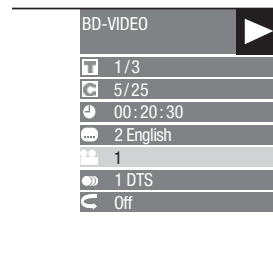 BD-VIDEO
T 1/3
C 5/25
00:20:30
2 English
1
1 DTS
Off